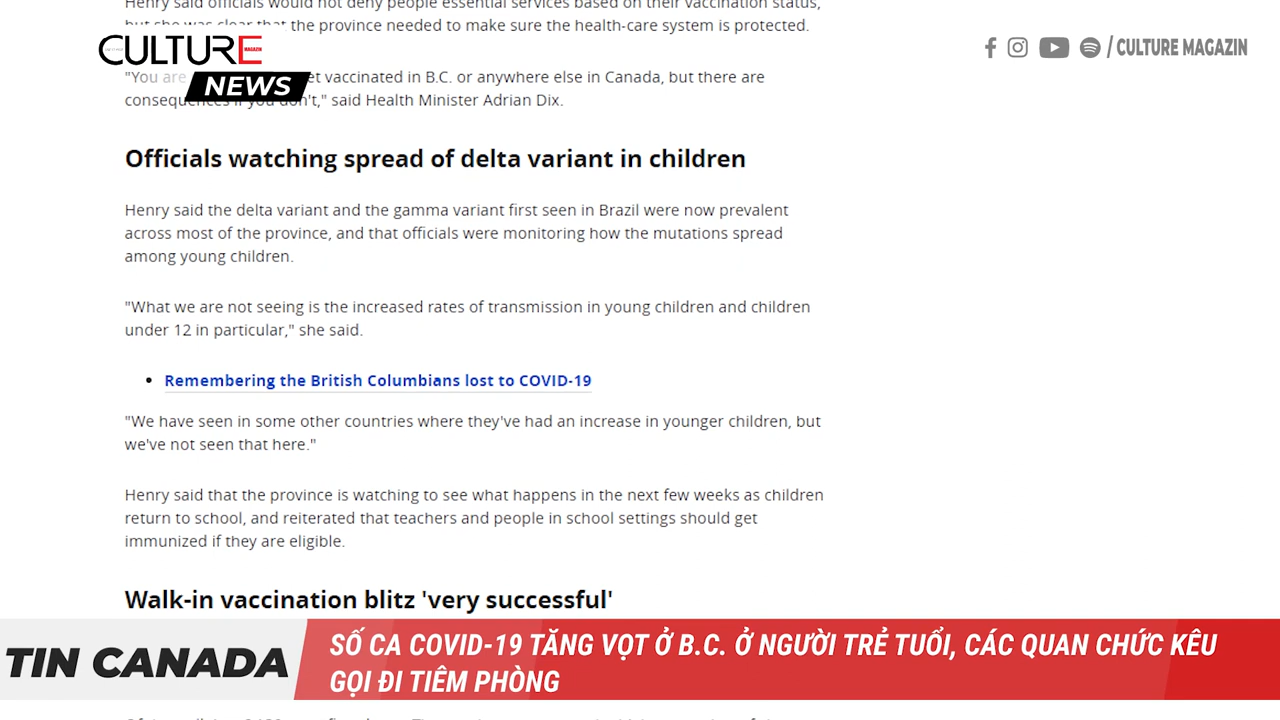 Henry said officials would not deny people essential services based on their vaccination status,
but she was clear that the province needed to make sure the health-care system is protected.
CULTURE MAGAZIN
NEWS
/ CULTURE MAGAZIN
"You are et vaccinated in B.C. or anywhere else in Canada, but there are
consequences if you don't," said Health Minister Adrian Dix.
Officials watching spread of delta variant in children
Henry said the delta variant and the gamma variant first seen in Brazil were now prevalent
across most of the province, and that officials were monitoring how the mutations spread
among young children.
"What we are not seeing is the increased rates of transmission in young children and children
under 12 in particular," she said.
Remembering the British Columbians lost to COVID-19
"We have seen in some other countries where they've had an increase in younger children, but
we've not seen that here."
Henry said that the province is watching to see what happens in the next few weeks as children
return to school, and reiterated that teachers and people in school settings should get
immunized if they are eligible.
Walk-in vaccination blitz 'very successful'
TIN CANADA
SỐ CA COVID-19 TĂNG VỌT Ở B.C. Ở NGƯỜI TRẺ TUỔI, CÁC QUAN CHỨC KÊU
GỌI ĐI TIÊM PHÒNG